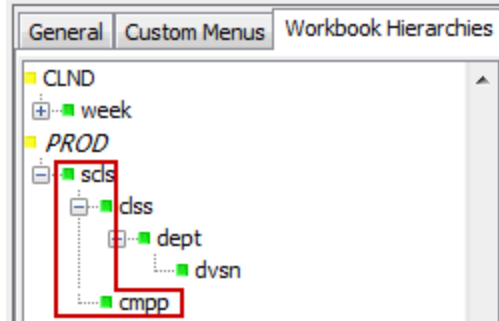 General Custom Menus Workbook Hierarchies
CLND
week
PROD
scls
clss
dept
dvsn
cmpp